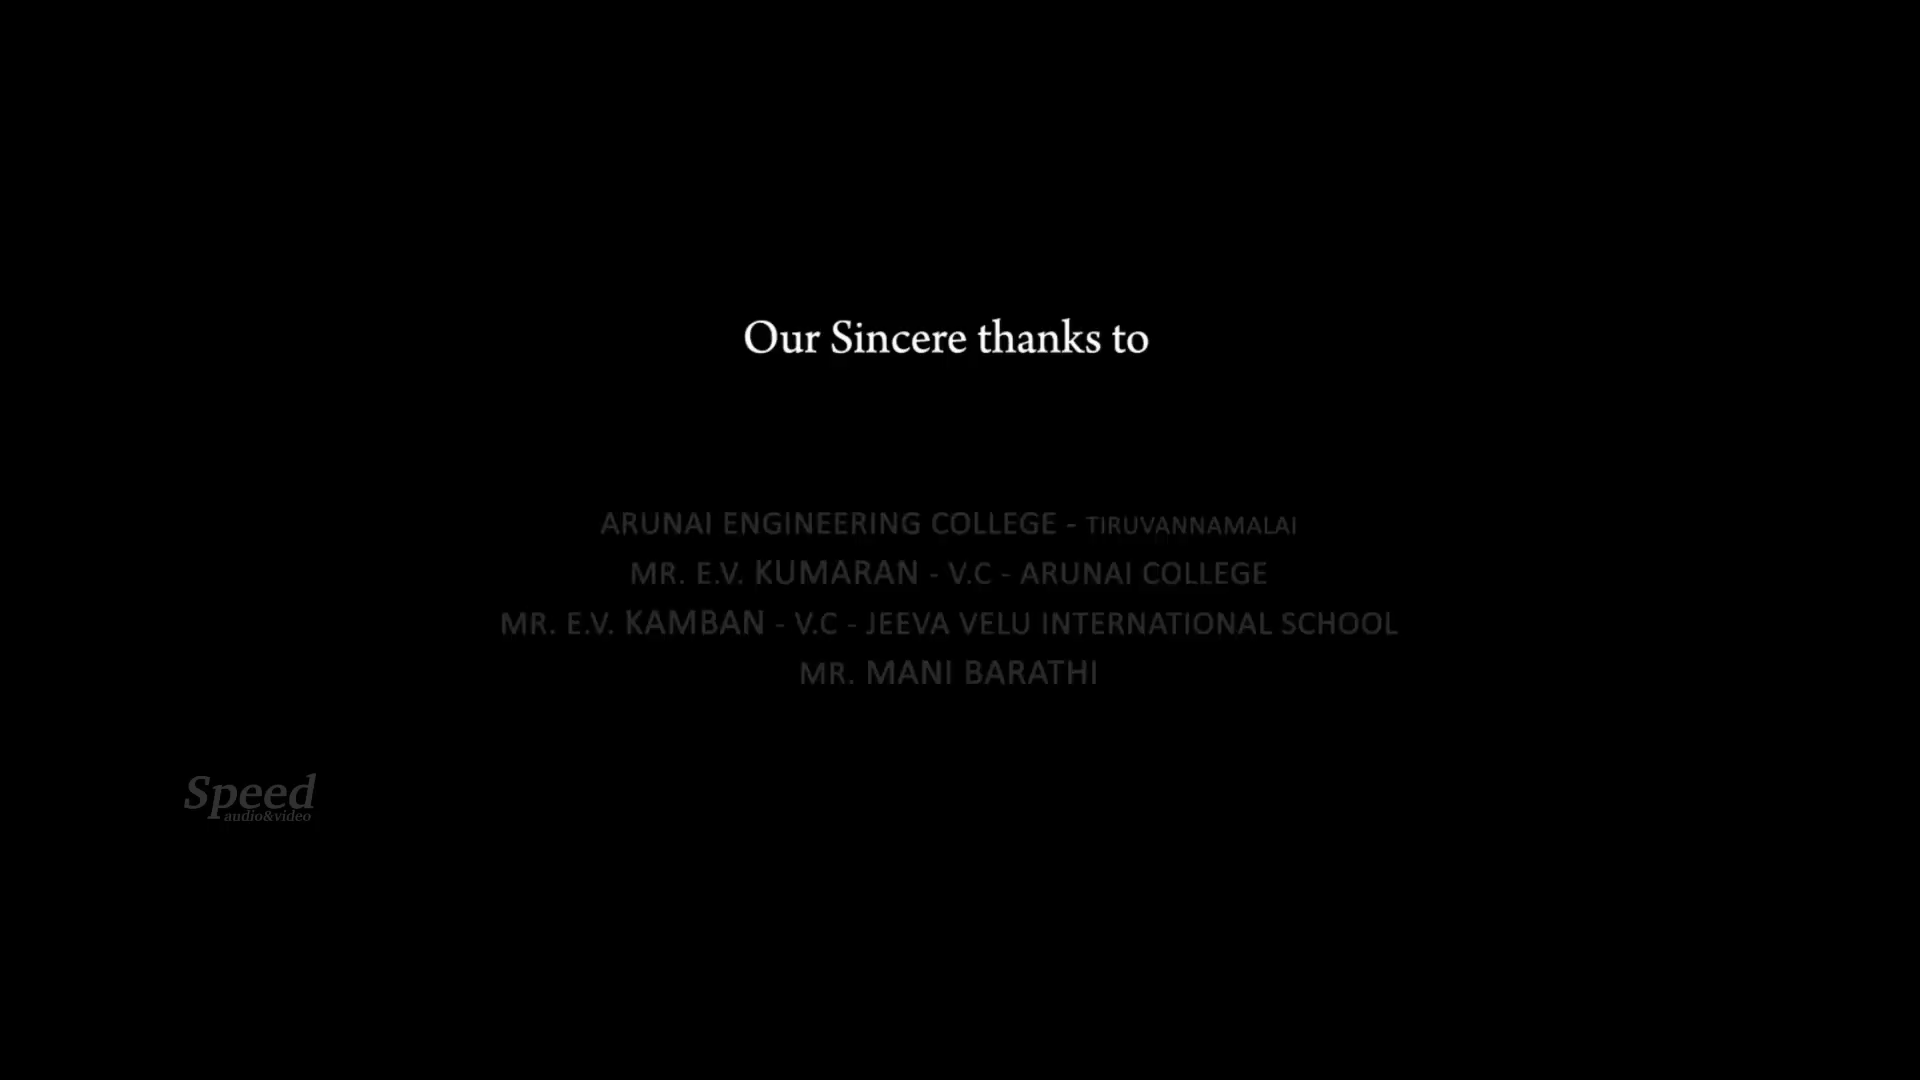 Our Sincere thanks to
ARUNAI ENGINEERING COLLEGE - TIRUVANNAMALAI
MR. E.V. KUMARAN - V.C - ARUNAI COLLEGE
MR. E.V. KAMBAN - V.C - JEEVA VELU INTERNATIONAL SCHOOL
MR. MANI BARATHI
Speed
audio&video